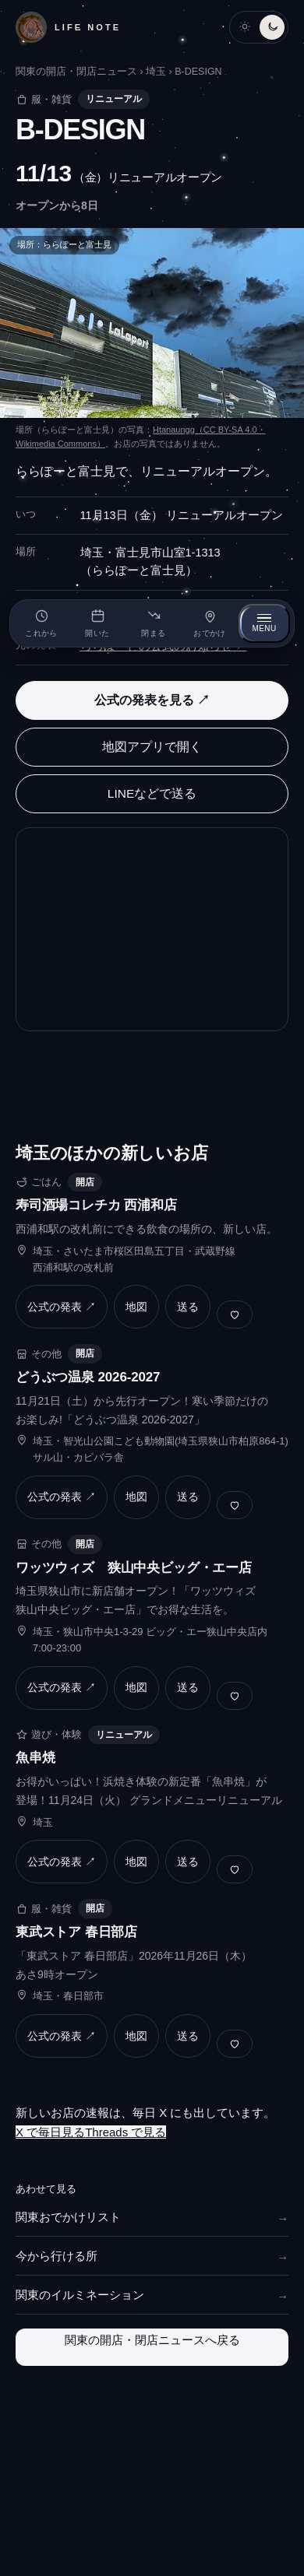 LIFE NOTE
関東の開店・閉店ニュース › 埼玉 › B-DESIGN
服・雑貨 リニューアル
B-DESIGN
11/13（金）リニューアルオープン
オープンから8日
場所：ららぽーと富士見
LaLaport
場所（ららぽーと富士見）の写真：Htanaungg（CC BY-SA 4.0・
Wikimedia Commons）。お店の写真ではありません。
ららぽーと富士見で、リニューアルオープン。
いつ 11月13日（金） リニューアルオープン
場所 埼玉・富士見市山室1-1313
（ららぽーと富士見）
これから 開いた 閉まる おでかけ MENU
公式の発表を見る ↗
地図アプリで開く
LINEなどで送る
埼玉のほかの新しいお店
ごはん 開店
寿司酒場コレチカ 西浦和店
西浦和駅の改札前にできる飲食の場所の、新しい店。
埼玉・さいたま市桜区田島五丁目・武蔵野線
西浦和駅の改札前
公式の発表 ↗ 地図 送る
その他 開店
どうぶつ温泉 2026-2027
11月21日（土）から先行オープン！寒い季節だけの
お楽しみ!「どうぶつ温泉 2026-2027」
埼玉・智光山公園こども動物園(埼玉県狭山市柏原864-1)
サル山・カピバラ舎
公式の発表 ↗ 地図 送る
その他 開店
ワッツウィズ　狭山中央ビッグ・エー店
埼玉県狭山市に新店舗オープン！「ワッツウィズ
狭山中央ビッグ・エー店」でお得な生活を。
埼玉・狭山市中央1-3-29 ビッグ・エー狭山中央店内
7:00-23:00
公式の発表 ↗ 地図 送る
遊び・体験 リニューアル
魚串焼
お得がいっぱい！浜焼き体験の新定番「魚串焼」が
登場！11月24日（火） グランドメニューリニューアル
埼玉
公式の発表 ↗ 地図 送る
服・雑貨 開店
東武ストア 春日部店
「東武ストア 春日部店」2026年11月26日（木）
あさ9時オープン
埼玉・春日部市
公式の発表 ↗ 地図 送る
新しいお店の速報は、毎日 X にも出しています。
X で毎日見るThreads で見る
あわせて見る
関東おでかけリスト →
今から行ける所 →
関東のイルミネーション →
関東の開店・閉店ニュースへ戻る